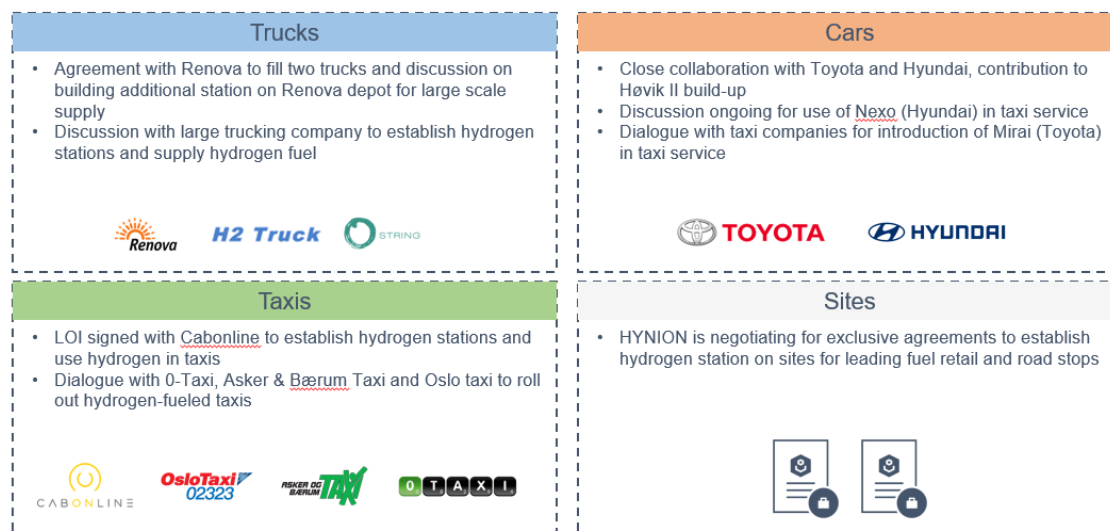 Trucks
• Agreement with Renova to fill two trucks and discussion on
building additional station on Renova depot for large scale
supply
• Discussion with large trucking company to establish hydrogen
stations and supply hydrogen fuel
Renova
H2 Truck
STRING
Cars
• Close collaboration with Toyota and Hyundai, contribution to
Høvik II build-up
• Discussion ongoing for use of Nexo (Hyundai) in taxi service
• Dialogue with taxi companies for introduction of Mirai (Toyota)
in taxi service
TOYOTA
HYUNDAI
Taxis
• LOI signed with Cabonline to establish hydrogen stations and
use hydrogen in taxis
• Dialogue with 0-Taxi, Asker & Bærum Taxi and Oslo taxi to roll
out hydrogen-fueled taxis
CABONLINE
OsloTaxi
02323
ASKER OG
BÆRUM
TAXI
0TAXI
Sites
• HYNION is negotiating for exclusive agreements to establish
hydrogen station on sites for leading fuel retail and road stops